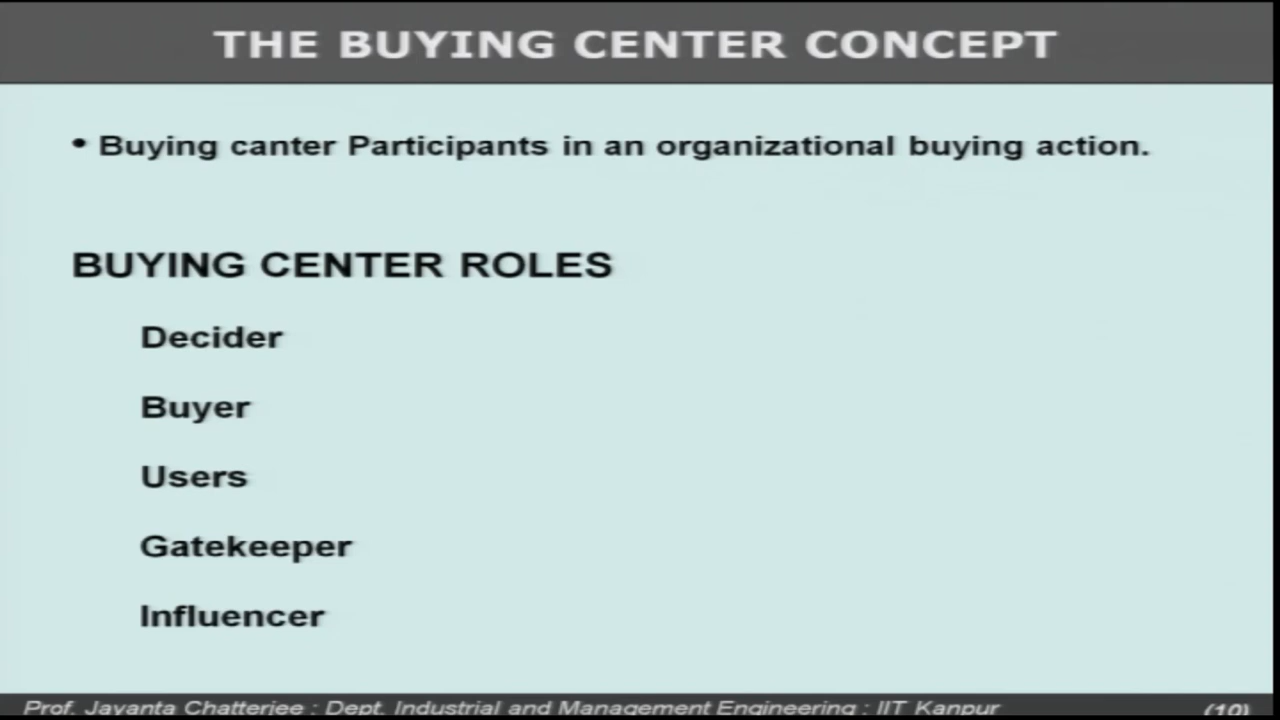 THE BUYING CENTER CONCEPT
• Buying canter Participants in an organizational buying action.
BUYING CENTER ROLES
Decider
Buyer
Users
Gatekeeper
Influencer
Prof. Jayanta Chatterjee : Dept. Industrial and Management Engineering : IIT Kanpur (10)